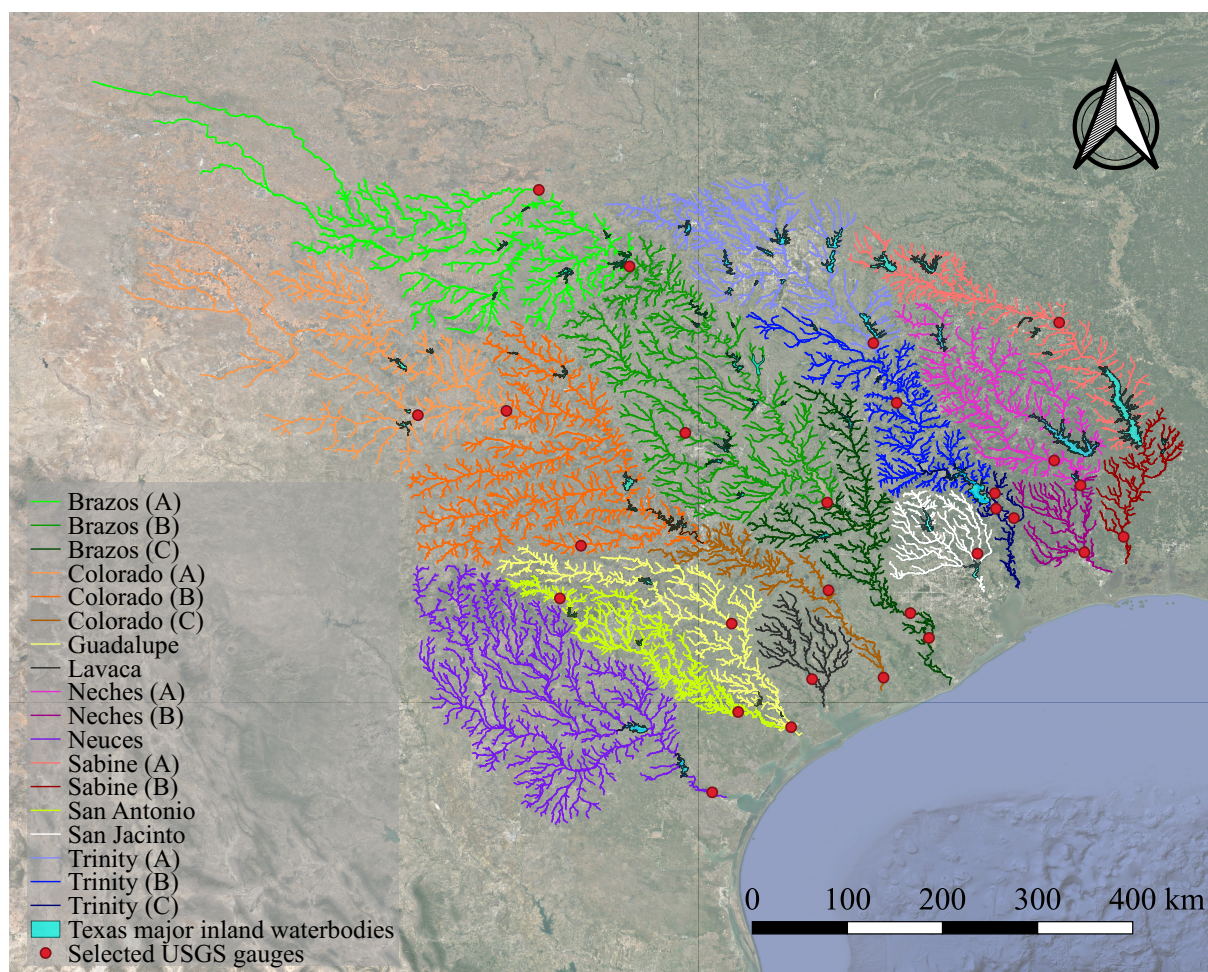 Brazos (A)
Brazos (B)
Brazos (C)
Colorado (A)
Colorado (B)
Colorado (C)
Guadalupe
Lavaca
Neches (A)
Neches (B)
Neuces
Sabine (A)
Sabine (B)
San Antonio
San Jacinto
Trinity (A)
Trinity (B)
Trinity (C)
Texas major inland waterbodies
Selected USGS gauges
0 100 200 300 400 km